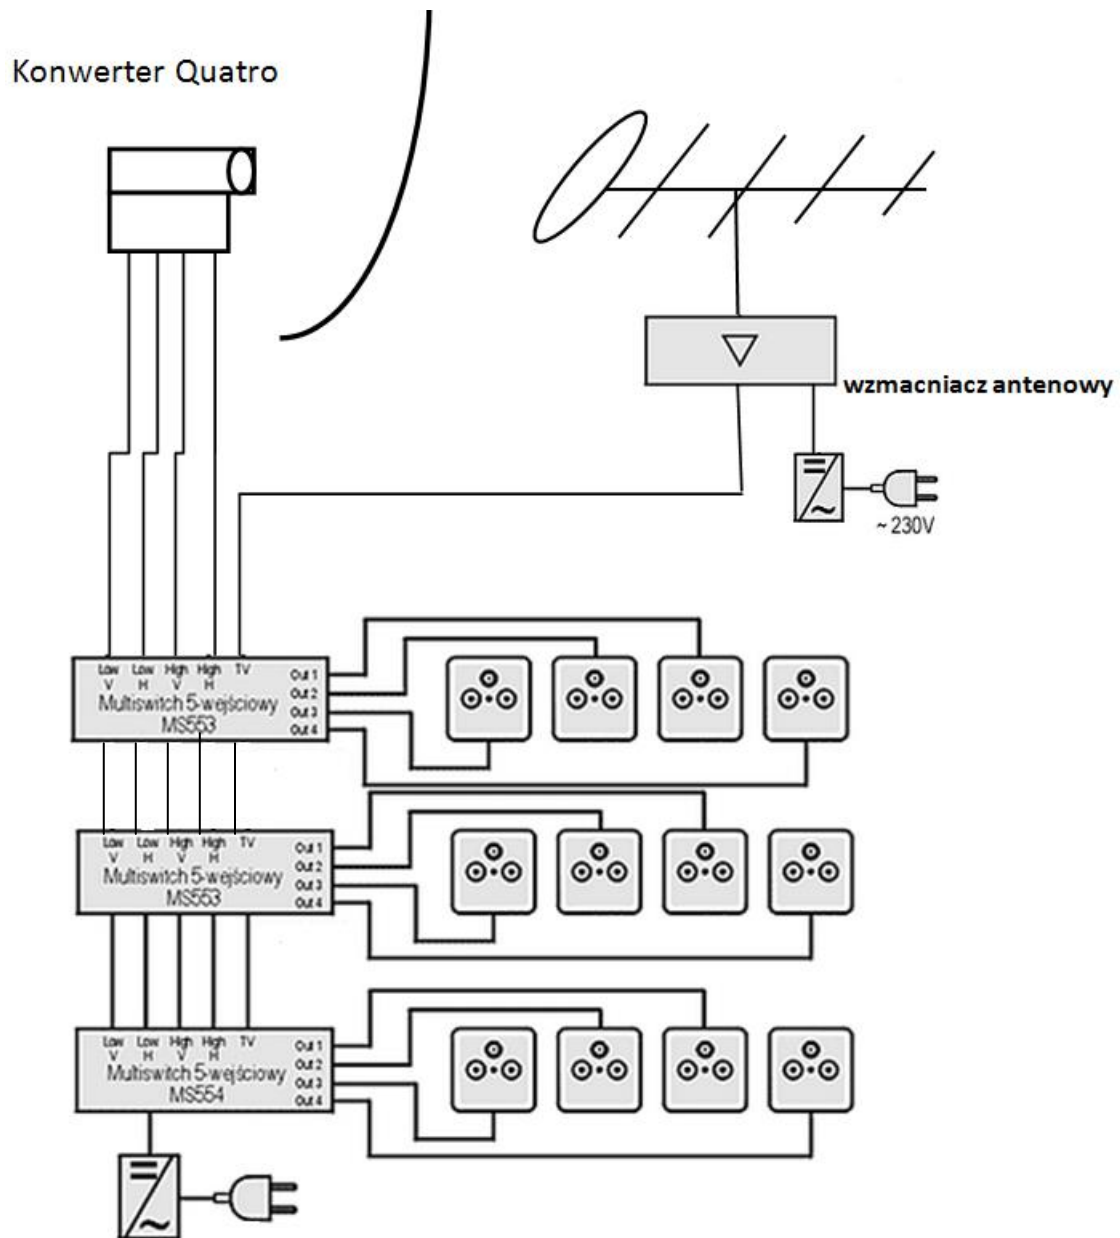 Konwerter Quatro
wzmacniacz antenowy
~ 230V
Low Low High High TV
V H V H
Out 1
Out 2
Out 3
Out 4
Multiswitch 5-wejściowy
MS553
Low Low High High TV
V H V H
Out 1
Out 2
Out 3
Out 4
Multiswitch 5-wejściowy
MS553
Low Low High High TV
V H V H
Out 1
Out 2
Out 3
Out 4
Multiswitch 5-wejściowy
MS554